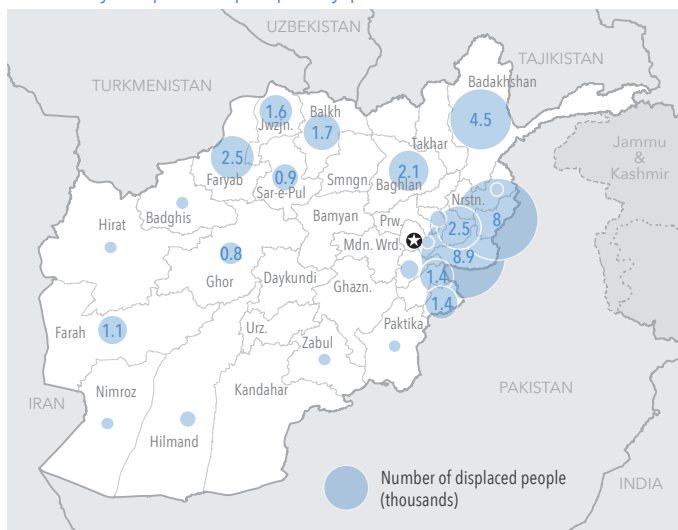 UZBEKISTAN
TAJIKISTAN
TURKMENISTAN
Badakhshan
4.5
1.6
Jwzjn.
Balkh
1.7
Takhar
Jammu
&
Kashmir
2.5
Faryab
0.9
Sar-e-Pul
Smngn.
2.1
Baghlan
Nrstn.
Badghis
Hirat
Bamyan
Prw.
2.5
8
Mdn. Wrd.
0.8
Ghor
8.9
Daykundi
Ghazn.
1.4
1.4
Farah
1.1
Urz.
Paktika
Zabul
Nimroz
Kandahar
PAKISTAN
IRAN
Hilmand
Number of displaced people
(thousands)
INDIA